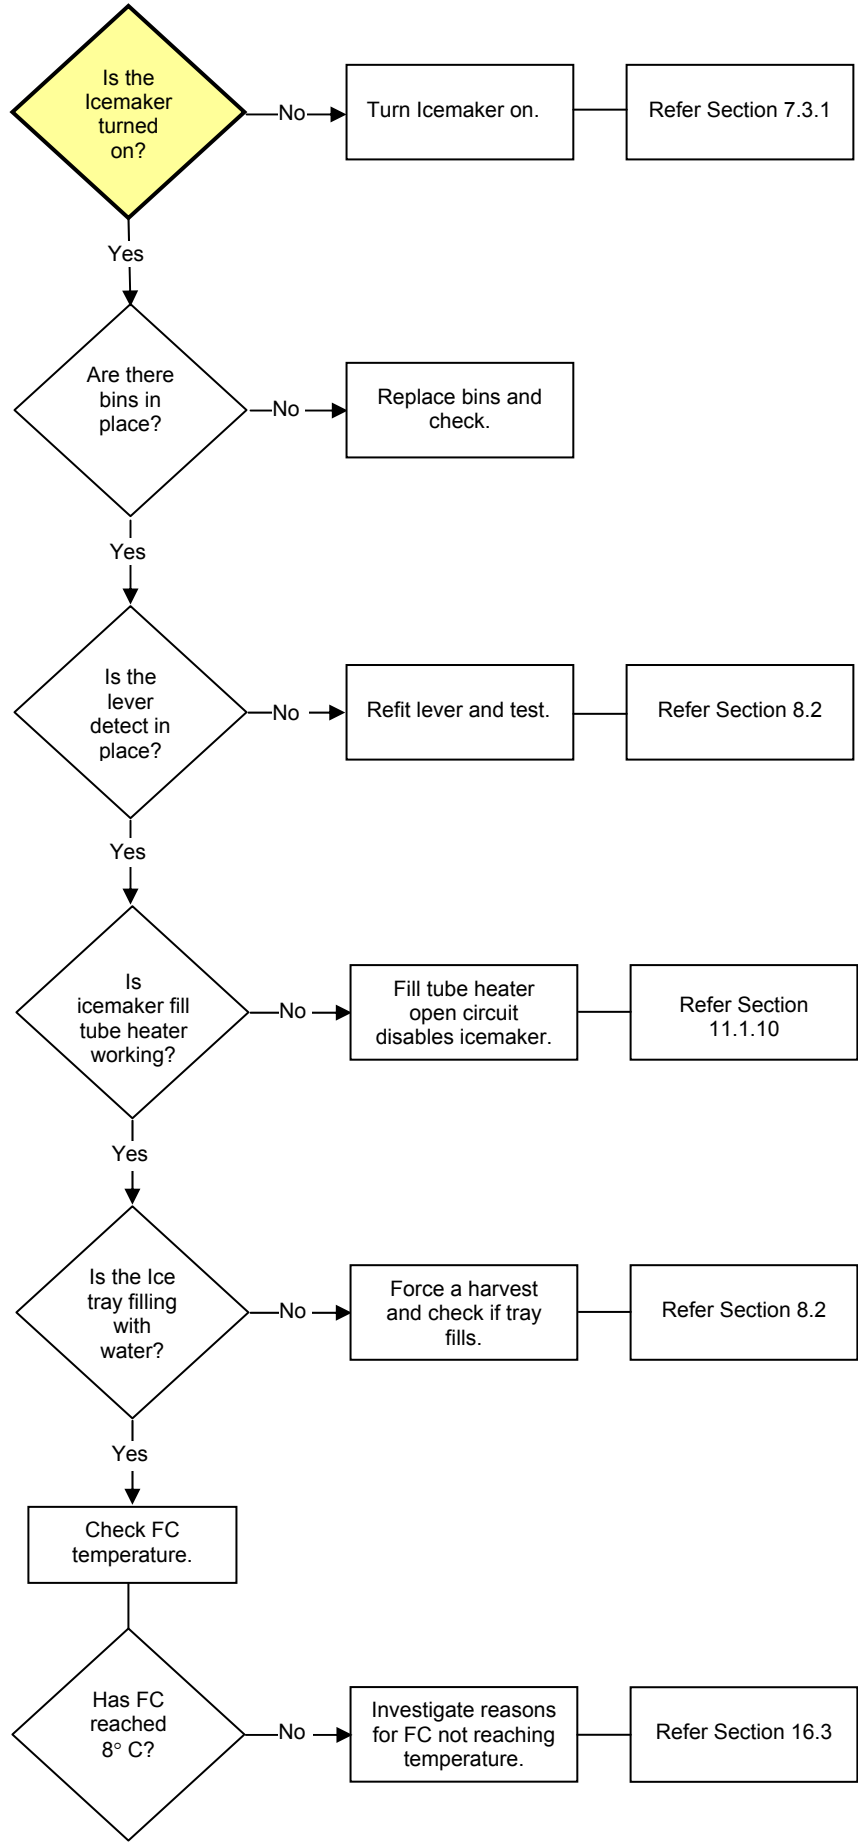 Is the
Icemaker
turned
on?
No
Turn Icemaker on.
Refer Section 7.3.1
Yes
Are there
bins in
place?
No
Replace bins and
check.
Yes
Is the
lever
detect in
place?
No
Refit lever and test.
Refer Section 8.2
Yes
Is
icemaker fill
tube heater
working?
No
Fill tube heater
open circuit
disables icemaker.
Refer Section
11.1.10
Yes
Is the Ice
tray filling
with
water?
No
Force a harvest
and check if tray
fills.
Refer Section 8.2
Yes
Check FC
temperature.
Has FC
reached
8° C?
No
Investigate reasons
for FC not reaching
temperature.
Refer Section 16.3